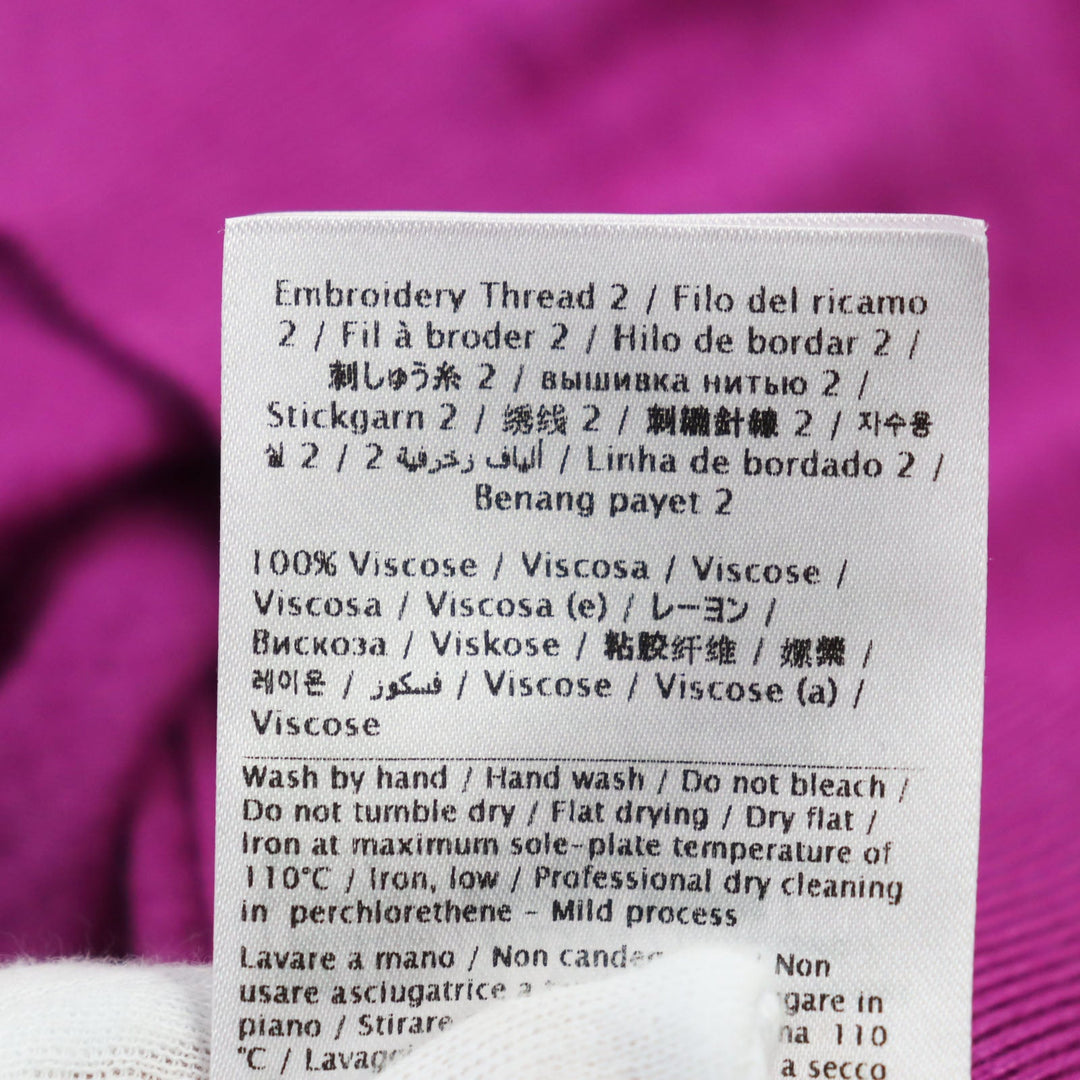 Embroidery Thread 2 / Filo del ricamo
2 / Fil à broder 2 / Hilo de bordar 2 /
刺しゅう糸 2 / вышивка нитью 2 /
Stickgarn 2 / 绣线 2 / 刺繡針線 2 / 자수용
실 2 / 2 ألياف زخرفية / Linha de bordado 2 /
Benang payet 2
100% Viscose / Viscosa / Viscose /
Viscosa / Viscosa (e) / レーヨン /
Вискоза / Viskose / 粘胶纤维 / 嫘縈 /
레이온 / فسكوز / Viscose / Viscose (a) /
Viscose
Wash by hand / Hand wash / Do not bleach /
Do not tumble dry / Flat drying / Dry flat /
Iron at maximum sole-plate temperature of
110°C / Iron, low / Professional dry cleaning
in perchlorethene - Mild process
Lavare a mano / Non / Non
usare asciugatrice a in
piano / Stirare 110
°C / a secco